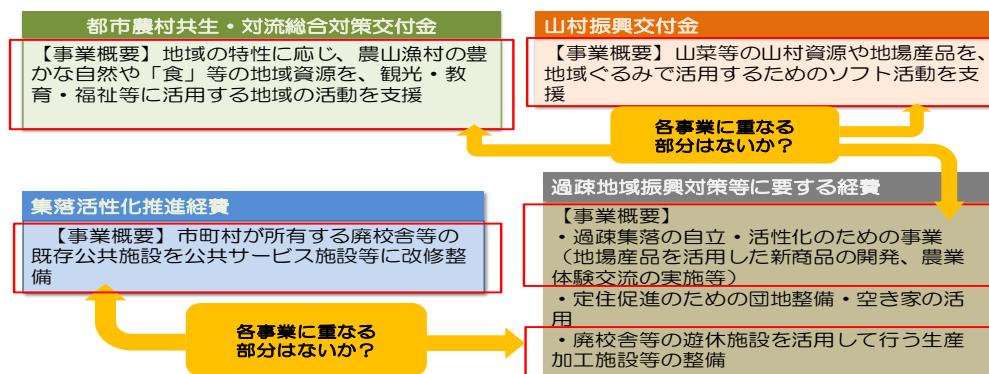 都市農村共生・対流総合対策交付金
【事業概要】地域の特性に応じ、農山漁村の豊
かな自然や「食」等の地域資源を、観光・教
育・福祉等に活用する地域の活動を支援
山村振興交付金
【事業概要】山菜等の山村資源や地場産品を、
地域ぐるみで活用するためのソフト活動を支
援
各事業に重なる
部分はないか？
集落活性化推進経費
【事業概要】市町村が所有する廃校舎等の
既存公共施設を公共サービス施設等に改修整
備
過疎地域振興対策等に要する経費
【事業概要】
・過疎集落の自立・活性化のための事業
（地場産品を活用した新商品の開発、農業
体験交流の実施等）
・定住促進のための団地整備・空き家の活
用
・廃校舎等の遊休施設を活用して行う生産
加工施設等の整備
各事業に重なる
部分はないか？